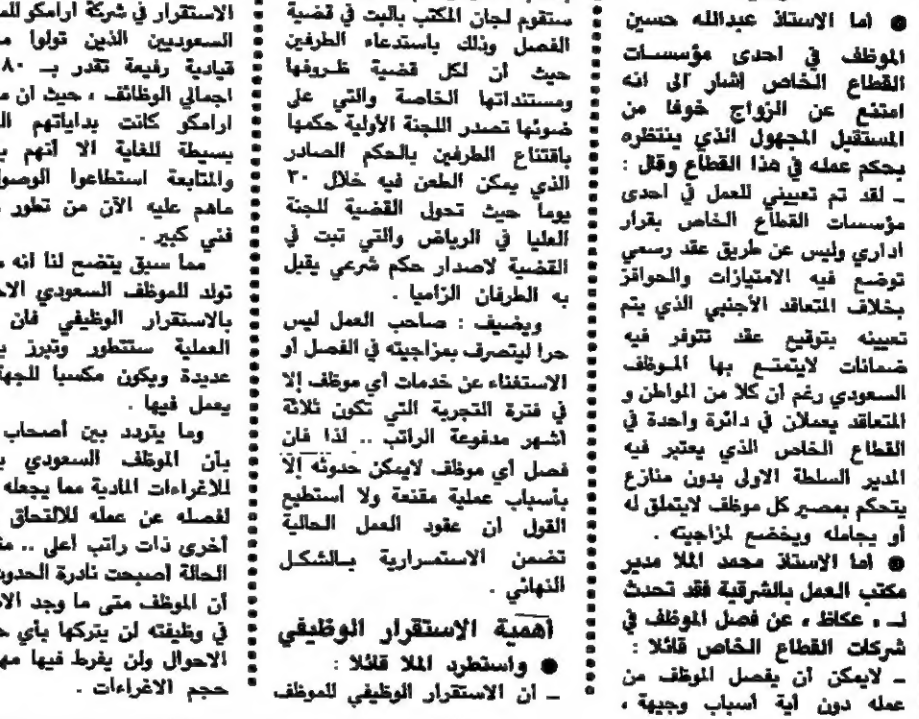 ● اما الاستاذ عبدالله حسين
الموظف في احدى مؤسسات
القطاع الخاص اشار الى انه
امتنع عن الزواج خوفا من
المستقبل المجهول الذي ينتظره
بحكم عمله في هذا القطاع وقال :
ـ لقد تم تعييني للعمل في احدى
مؤسسات القطاع الخاص بقرار
اداري وليس عن طريق عقد رسمي
توضع فيه الامتيازات والحوافز
بخلاف المتعاقد الأجنبي الذي يتم
تعيينه بتوقيع عقد تتوفر فيه
ضمانات لايتمتع بها الموظف
السعودي رغم أن كلا من المواطن و
المتعاقد يعملان في دائرة واحدة في
القطاع الخاص الذي يعتبر فيه
المدير السلطة الاولى بدون منازع
يتحكم بمصير كل موظف لايتملق له
أو يجامله ويخضع لمزاجيته .
● اما الاستاذ محمد الملا مدير
مكتب العمل بالشرقية فقد تحدث
لـ ، عكاظ ، عن فصل الموظف في
شركات القطاع الخاص قائلا :
ـ لايمكن أن يفصل الموظف من
عمله دون أية أسباب وجيهة ،
ستقوم لجان المكتب بالبت في قضية
الفصل وذلك باستدعاء الطرفين
حيث أن لكل قضية ظروفها
ومستنداتها الخاصة والتي على
ضوئها تصدر اللجنة الأولية حكمها
باقتناع الطرفين بالحكم الصادر
الذي يمكن الطعن فيه خلال ٣٠
يوما حيث تحول القضية للجنة
العليا في الرياض والتي تبت في
القضية لاصدار حكم شرعي يقبل
به الطرفان الزاميا .
ويضيف : صاحب العمل ليس
حرا ليتصرف بمزاجيته في الفصل أو
الاستغناء عن خدمات أي موظف إلا
في فترة التجربة التي تكون ثلاثة
أشهر مدفوعة الراتب .. لذا فان
فصل أي موظف لايمكن حدوثه إلا
بأسباب عملية مقنعة ولا أستطيع
القول ان عقود العمل الحالية
تضمن الاستمرارية بالشكل
النهائي .
أهمية الاستقرار الوظيفي
● واستطرد الملا قائلا :
ـ أن الاستقرار الوظيفي للموظف
الاستقرار في شركة ارامكو
السعوديين الذين تولوا
قيادية رفيعة تقدر بـ ٨٠
اجمالي الوظائف ، حيث ان
ارامكو كانت بداياتهم
بسيطة للغاية الا أنهم
والمتابعة استطاعوا
ماهم عليه الآن من تطور
فني كبير .
مما سبق يتضح لنا انه
تولد للموظف السعودي
بالاستقرار الوظيفي فان
العملية ستتطور وتبرز
عديدة ويكون مكسبا
يعمل فيها .
وما يتردد بين أصحاب
بأن الموظف السعودي
للاغراءات المادية مما يجعله
لفصله عن عمله للالتحاق
أخرى ذات راتب أعلى ..
الحالة أصبحت نادرة
أن الموظف متى ما وجد
في وظيفته لن يتركها بأي
الاحوال ولن يفرط فيها
حجم الاغراءات .